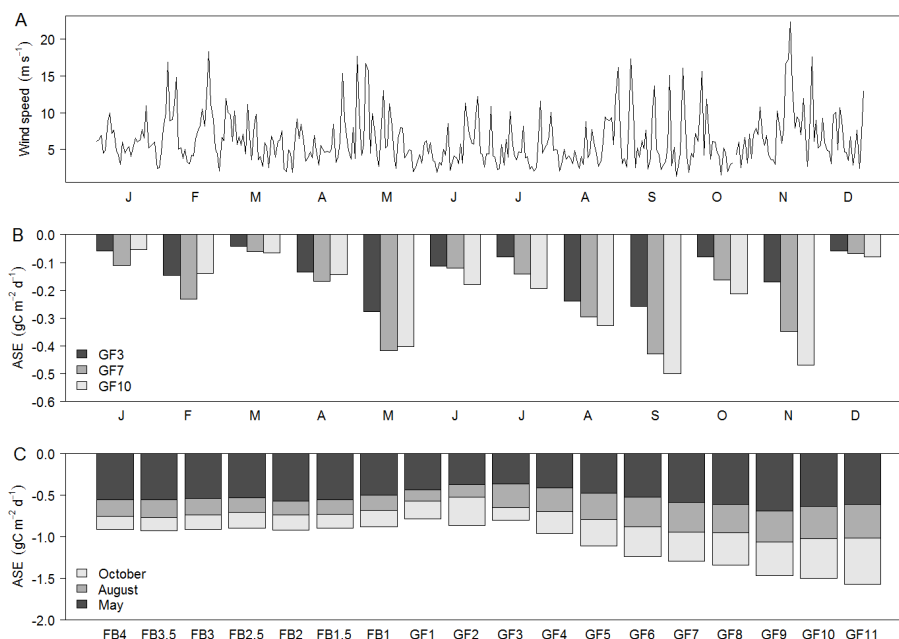 A
Wind speed (m s⁻¹)
20
15
10
5
J F M A M J J A S O N D
B
ASE (gC m⁻² d⁻¹)
0.0
-0.1
-0.2
-0.3
-0.4
-0.5
-0.6
GF3
GF7
GF10
J F M A M J J A S O N D
C
ASE (gC m⁻² d⁻¹)
0.0
-0.5
-1.0
-1.5
-2.0
October
August
May
FB4 FB3.5 FB3 FB2.5 FB2 FB1.5 FB1 GF1 GF2 GF3 GF4 GF5 GF6 GF7 GF8 GF9 GF10 GF11